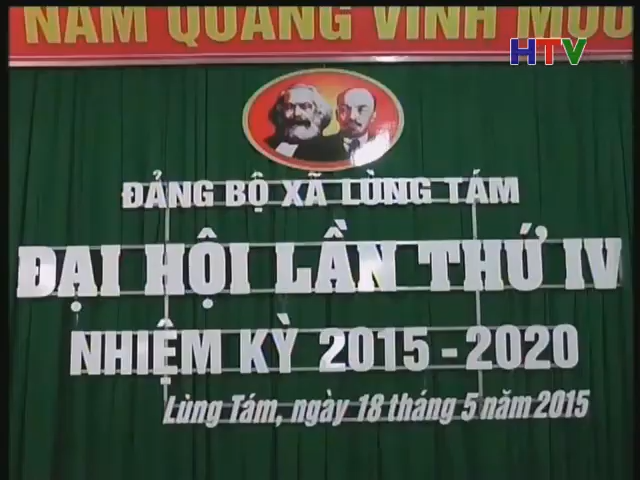 NAM QUANG VINH MUÔ
HTV
ĐẢNG BỘ XÃ LÙNG TÁM
ĐẠI HỘI LẦN THỨ IV
NHIỆM KỲ 2015 - 2020
Lùng Tám, ngày 18 tháng 5 năm 2015